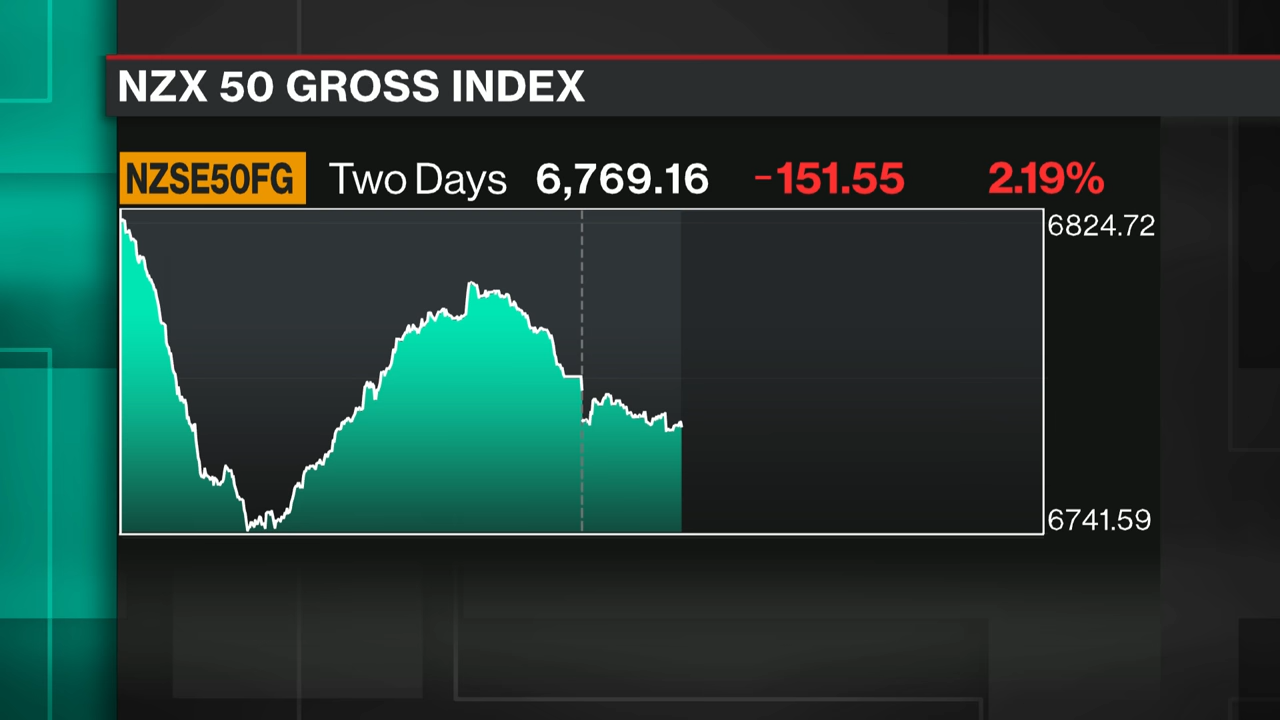 NZX 50 GROSS INDEX
NZSE50FG Two Days 6,769.16 -151.55 2.19%
6824.72
6741.59